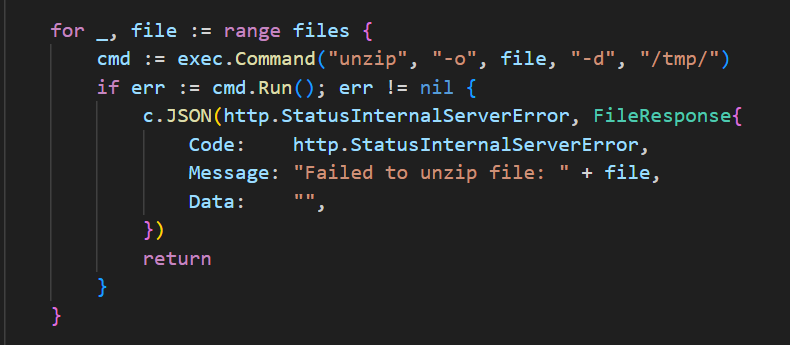 for _, file := range files {
    cmd := exec.Command("unzip", "-o", file, "-d", "/tmp/")
    if err := cmd.Run(); err != nil {
        c.JSON(http.StatusInternalServerError, FileResponse{
            Code:    http.StatusInternalServerError,
            Message: "Failed to unzip file: " + file,
            Data:    "",
        })
        return
    }
}